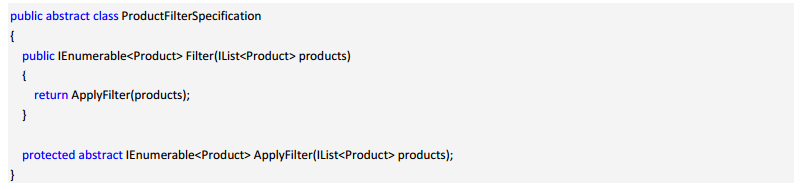 public abstract class ProductFilterSpecification
{
public IEnumerable<Product> Filter(IList<Product> products)
{
return ApplyFilter(products);
}
protected abstract IEnumerable<Product> ApplyFilter(IList<Product> products);
}